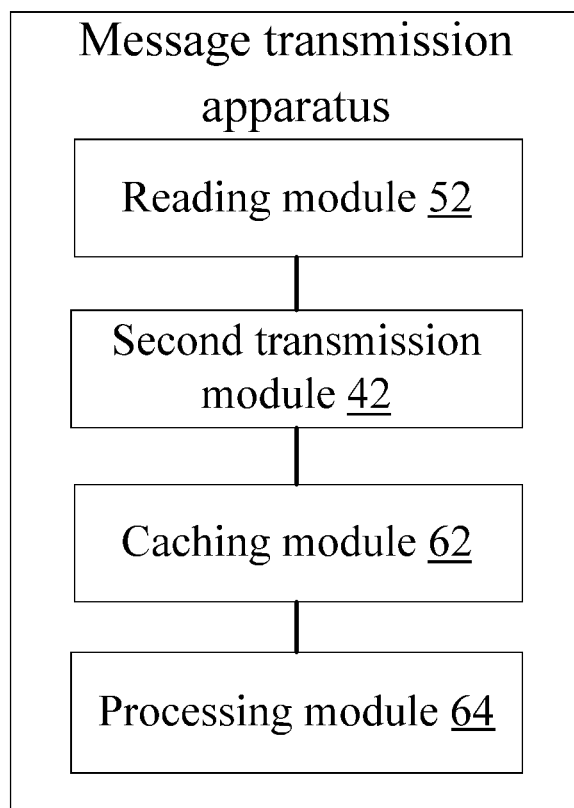 Message transmission
apparatus
Reading module 52
Second transmission
module 42
Caching module 62
Processing module 64